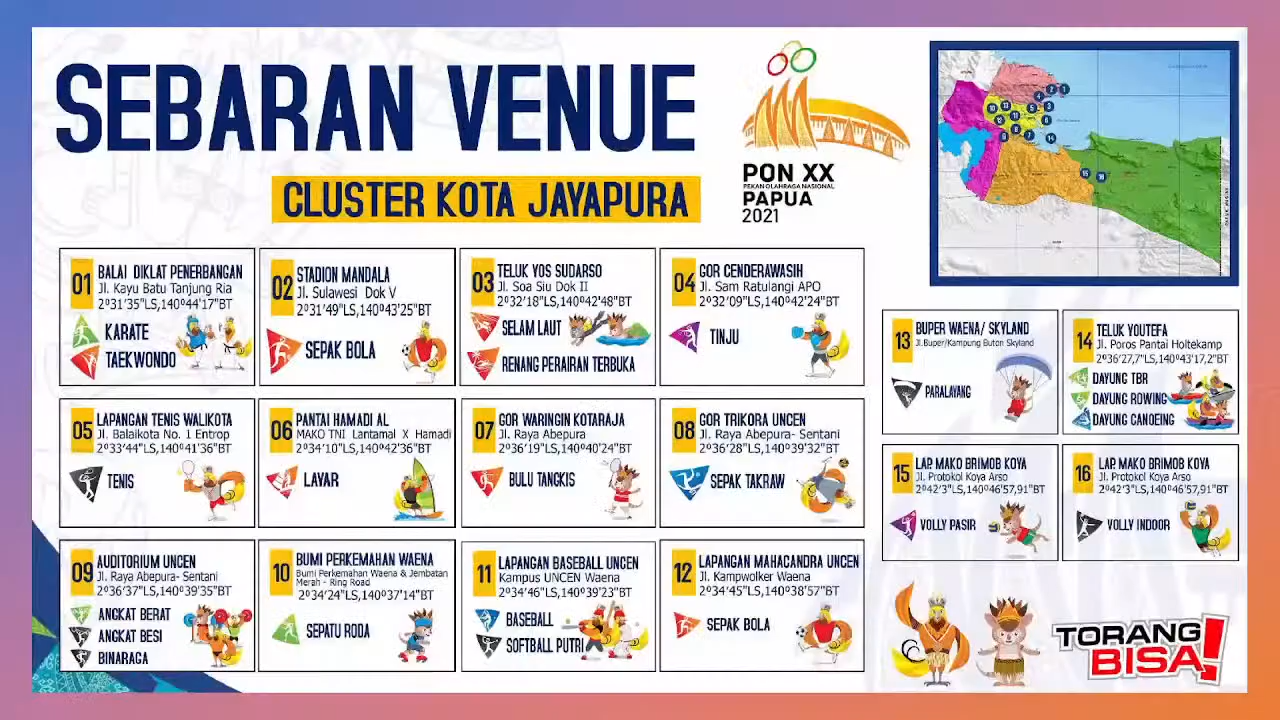 SEBARAN VENUE
CLUSTER KOTA JAYAPURA
PON XX
PEKAN OLAHRAGA NASIONAL
PAPUA
2021
01
BALAI DIKLAT PENERBANGAN
Jl. Kayu Batu Tanjung Ria
2º31'35"LS,140º44'17"BT
KARATE
TAEKWONDO
02
STADION MANDALA
Jl. Sulawesi Dok V
2º31'49"LS,140º43'25"BT
SEPAK BOLA
03
TELUK YOS SUDARSO
Jl. Soa Siu Dok II
2º32'18"LS,140º42'48"BT
SELAM LAUT
RENANG PERAIRAN TERBUKA
04
GOR CENDERAWASIH
Jl. Sam Ratulangi APO
2º32'09"LS,140º42'24"BT
TINJU
05
LAPANGAN TENIS WALIKOTA
Jl. Balaikota No. 1 Entrop
2º33'44"LS,140º41'36"BT
TENIS
06
PANTAI HAMADI AL
MAKO TNI Lantamal X Hamadi
2º34'10"LS,140º42'36"BT
LAYAR
07
GOR WARINGIN KOTARAJA
Jl. Raya Abepura
2º36'19"LS,140º40'24"BT
BULU TANGKIS
08
GOR TRIKORA UNCEN
Jl. Raya Abepura- Sentani
2º36'28"LS,140º39'32"BT
SEPAK TAKRAW
09
AUDITORIUM UNCEN
Jl. Raya Abepura- Sentani
2º36'37"LS,140º39'35"BT
ANGKAT BERAT
ANGKAT BESI
BINARAGA
10
BUMI PERKEMAHAN WAENA
Bumi Perkemahan Waena & Jembatan
Merah - Ring Road
2º34'24"LS,140º37'14"BT
SEPATU RODA
11
LAPANGAN BASEBALL UNCEN
Kampus UNCEN Waena
2º34'46"LS,140º39'23"BT
BASEBALL
SOFTBALL PUTRI
12
LAPANGAN MAHACANDRA UNCEN
Jl. Kampwolker Waena
2º34'45"LS,140º38'57"BT
SEPAK BOLA
13
BUPER WAENA/ SKYLAND
Jl.Buper/Kampung Buton Skyland
PARALAYANG
14
TELUK YOUTEFA
Jl. Poros Pantai Holtekamp
2º36'27,7"LS,140º43'17,2"BT
DAYUNG TBR
DAYUNG ROWING
DAYUNG CANOEING
15
LAP. MAKO BRIMOB KOYA
Jl. Protokol Koya Arso
2º42'3"LS,140º46'57,91"BT
VOLLY PASIR
16
LAP. MAKO BRIMOB KOYA
Jl. Protokol Koya Arso
2º42'3"LS,140º46'57,91"BT
VOLLY INDOOR
TORANG
BISA!